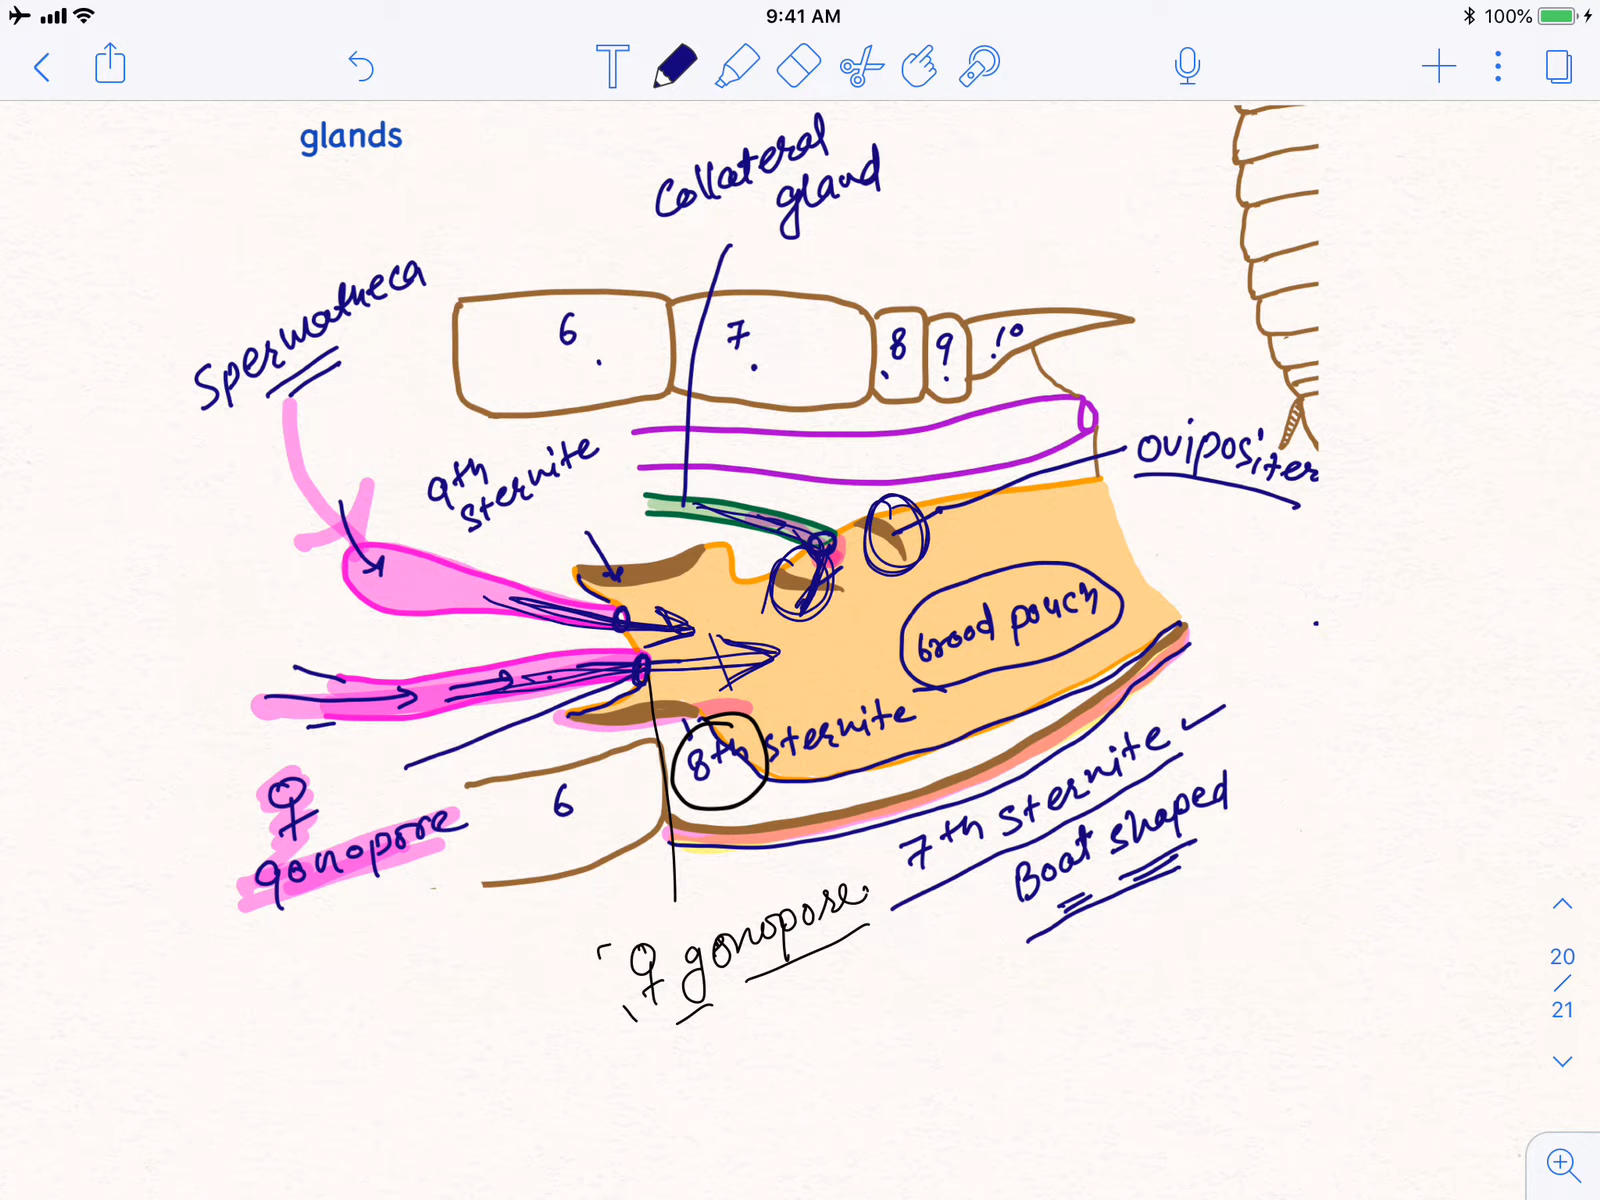 9:41 AM
100%
T
glands
Collateral
gland
Spermatheca
6
7
8
9
10
9th
sternite
ovipositer
brood pouch
8th sternite
6
♀
gonopore
7th sternite
Boat shaped
♀ gonopore
20
/
21